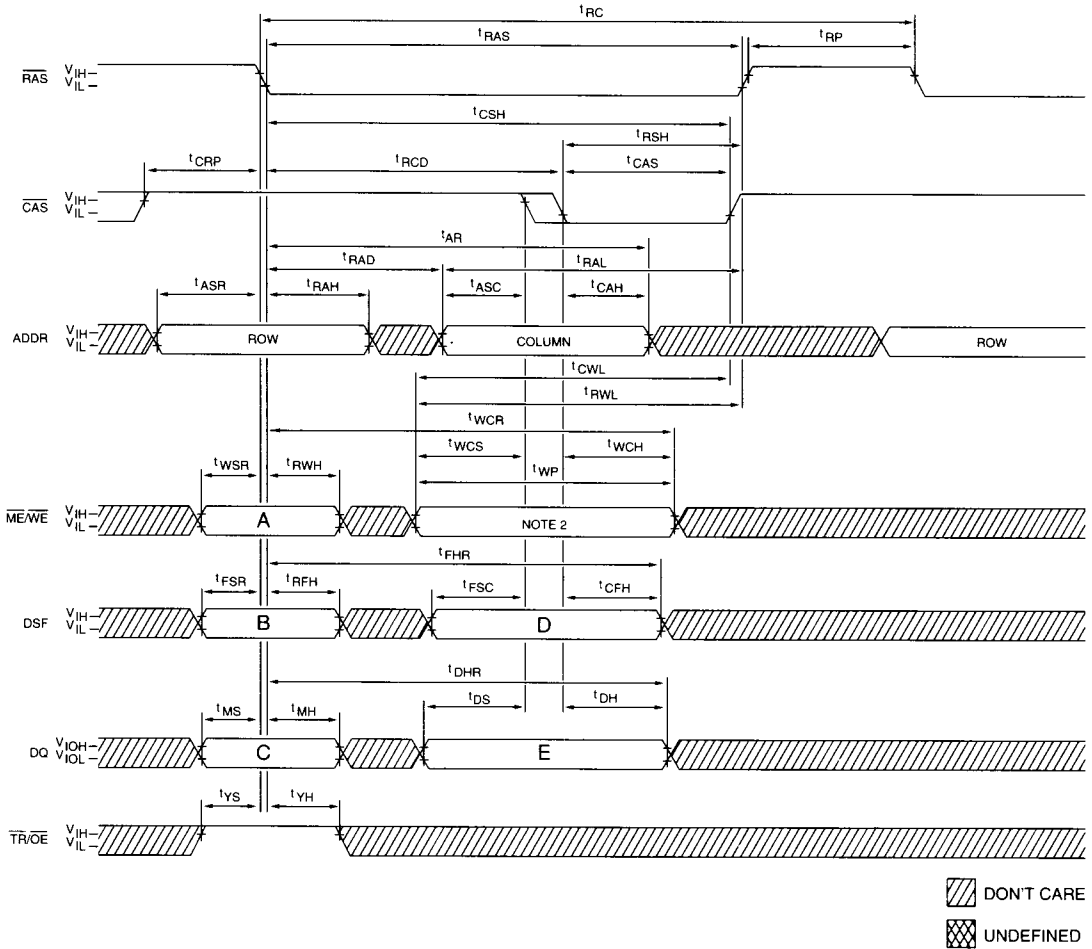 tRC
tRAS
tRP
RAS VIH
VIL
tCSH
tRSH
tCRP
tRCD
tCAS
CAS VIH
VIL
tAR
tRAD
tRAL
tASR
tRAH
tASC
tCAH
ADDR VIH
VIL
ROW
COLUMN
ROW
tCWL
tRWL
tWCR
tWCS
tWCH
tWSR
tRWH
tWP
ME/WE VIH
VIL
A
NOTE 2
tFHR
tFSR
tRFH
tFSC
tCFH
DSF VIH
VIL
B
D
tDHR
tDS
tDH
tMS
tMH
DQ VIOH
VIOL
C
E
tYS
tYH
TR/OE VIH
VIL
DON'T CARE
UNDEFINED